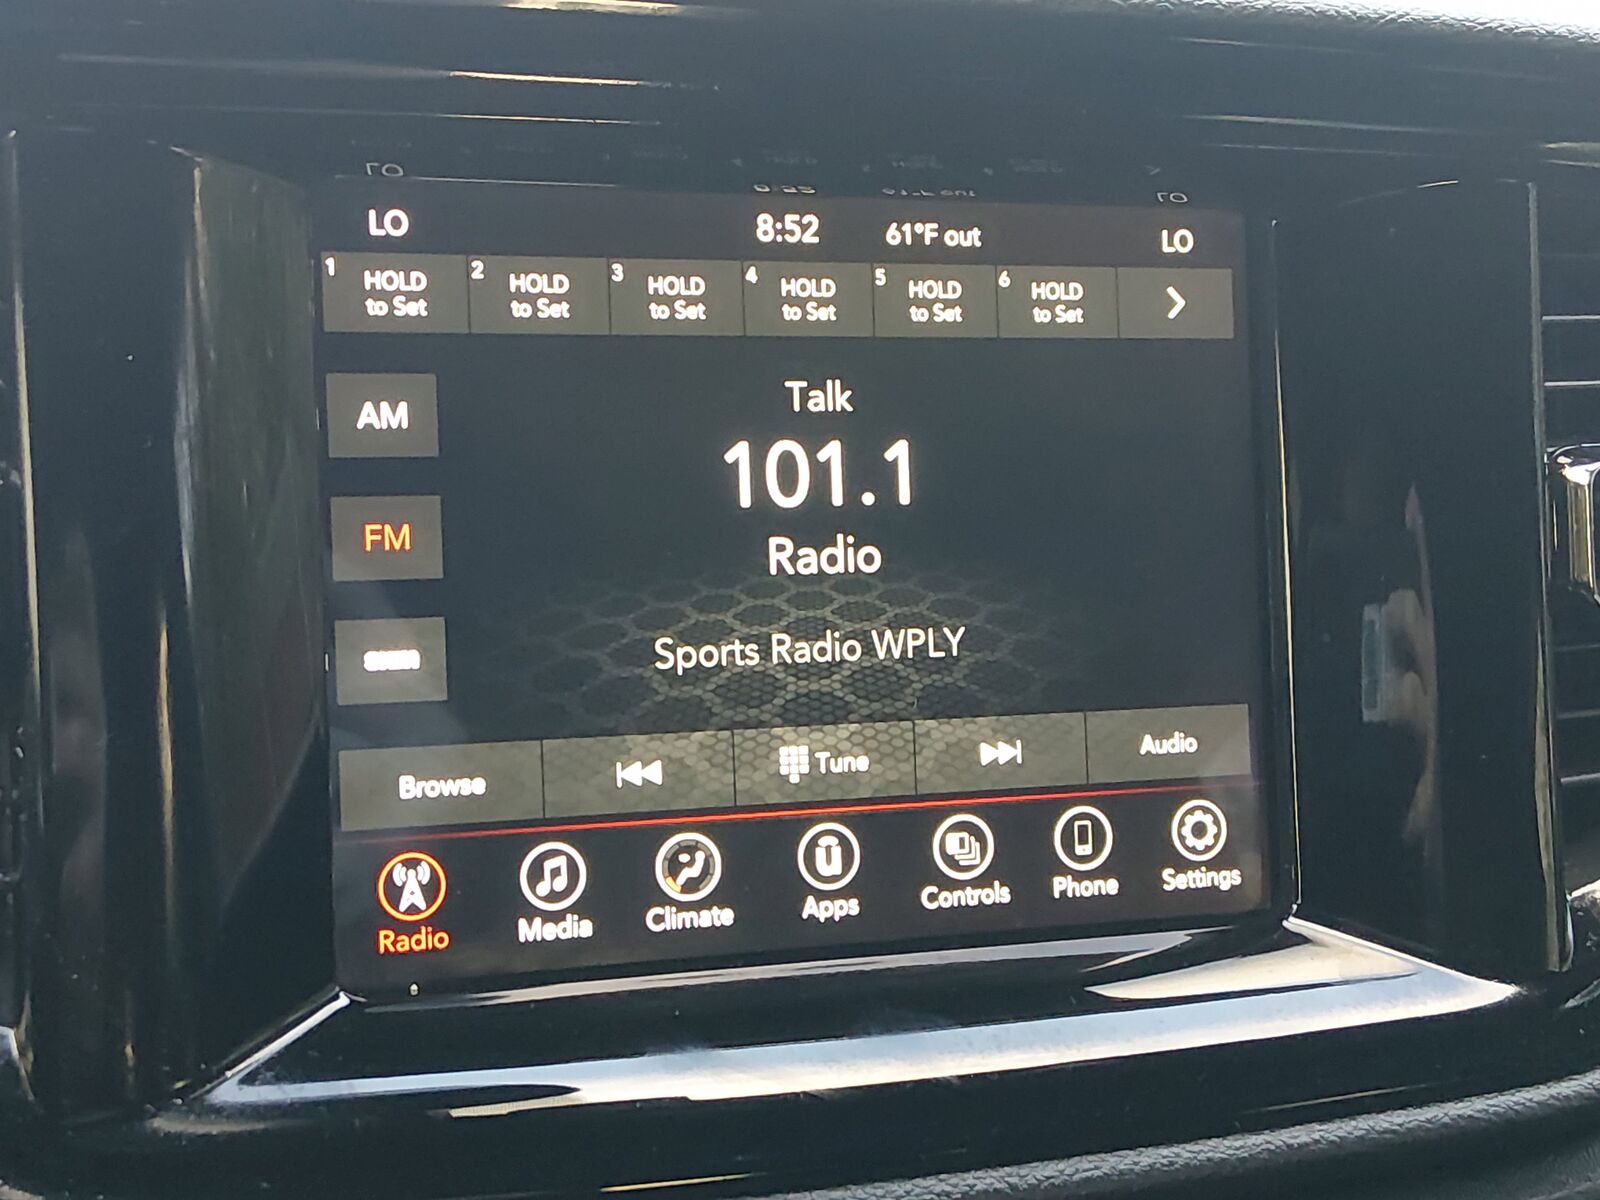 LO 8:52 61°F out LO
1 HOLD to Set
2 HOLD to Set
3 HOLD to Set
4 HOLD to Set
5 HOLD to Set
6 HOLD to Set
Talk
AM
101.1
FM
Radio
Sports Radio WPLY
Browse Tune Audio
Radio Media Climate Apps Controls Phone Settings